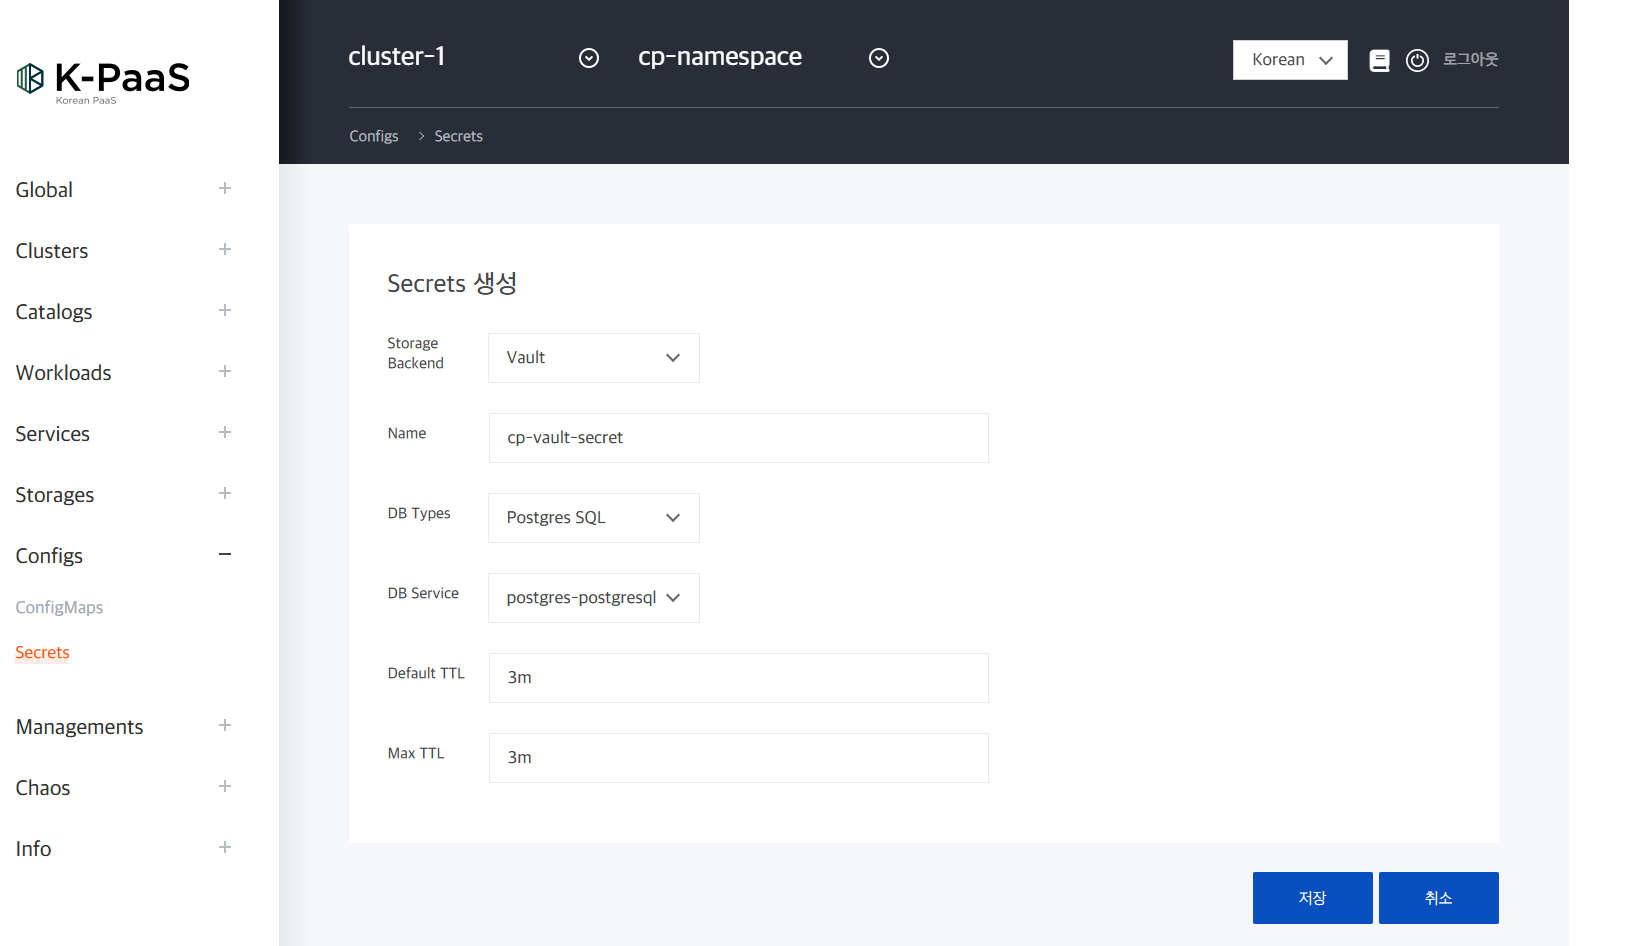 K-PaaS
Korean PaaS
Global
Clusters
Catalogs
Workloads
Services
Storages
Configs
ConfigMaps
Secrets
Managements
Chaos
Info
cluster-1
cp-namespace
Korean
로그아웃
Configs > Secrets
Secrets 생성
Storage
Backend
Vault
Name
cp-vault-secret
DB Types
Postgres SQL
DB Service
postgres-postgresql
Default TTL
3m
Max TTL
3m
저장
취소